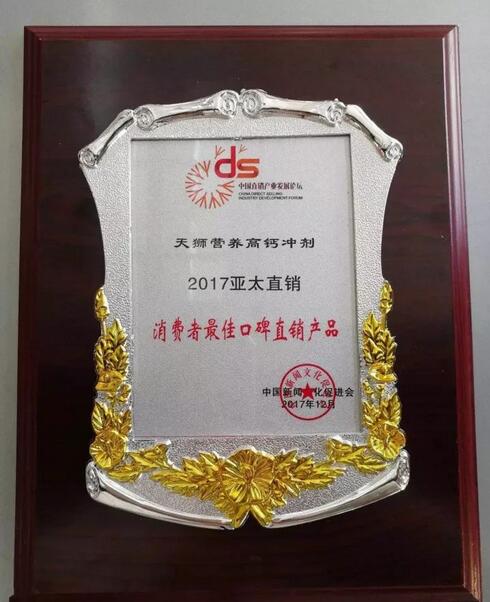 ds
中国直销产业发展论坛
CHINA DIRECT SELLING
INDUSTRY DEVELOPMENT FORUM
天狮营养高钙冲剂
2017亚太直销
消费者最佳口碑直销产品
中国新闻文化促进会
2017年12月